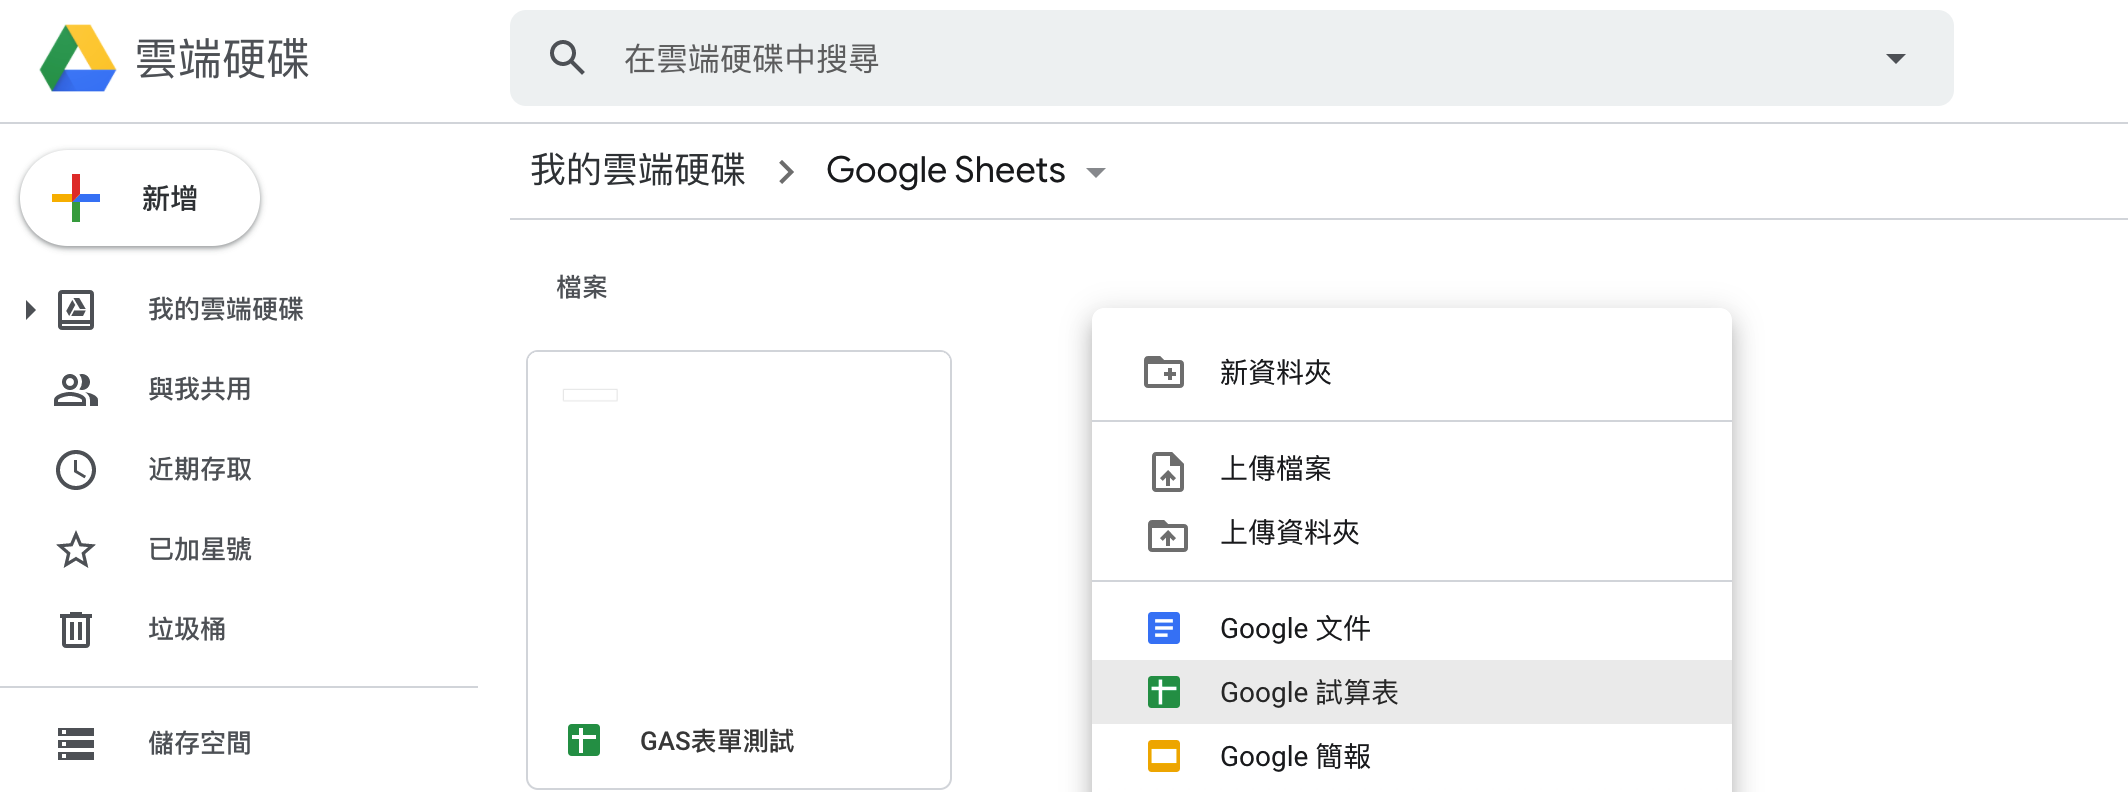 雲端硬碟
在雲端硬碟中搜尋
新增
我的雲端硬碟
與我共用
近期存取
已加星號
垃圾桶
儲存空間
我的雲端硬碟 > Google Sheets
檔案
GAS表單測試
新資料夾
上傳檔案
上傳資料夾
Google 文件
Google 試算表
Google 簡報